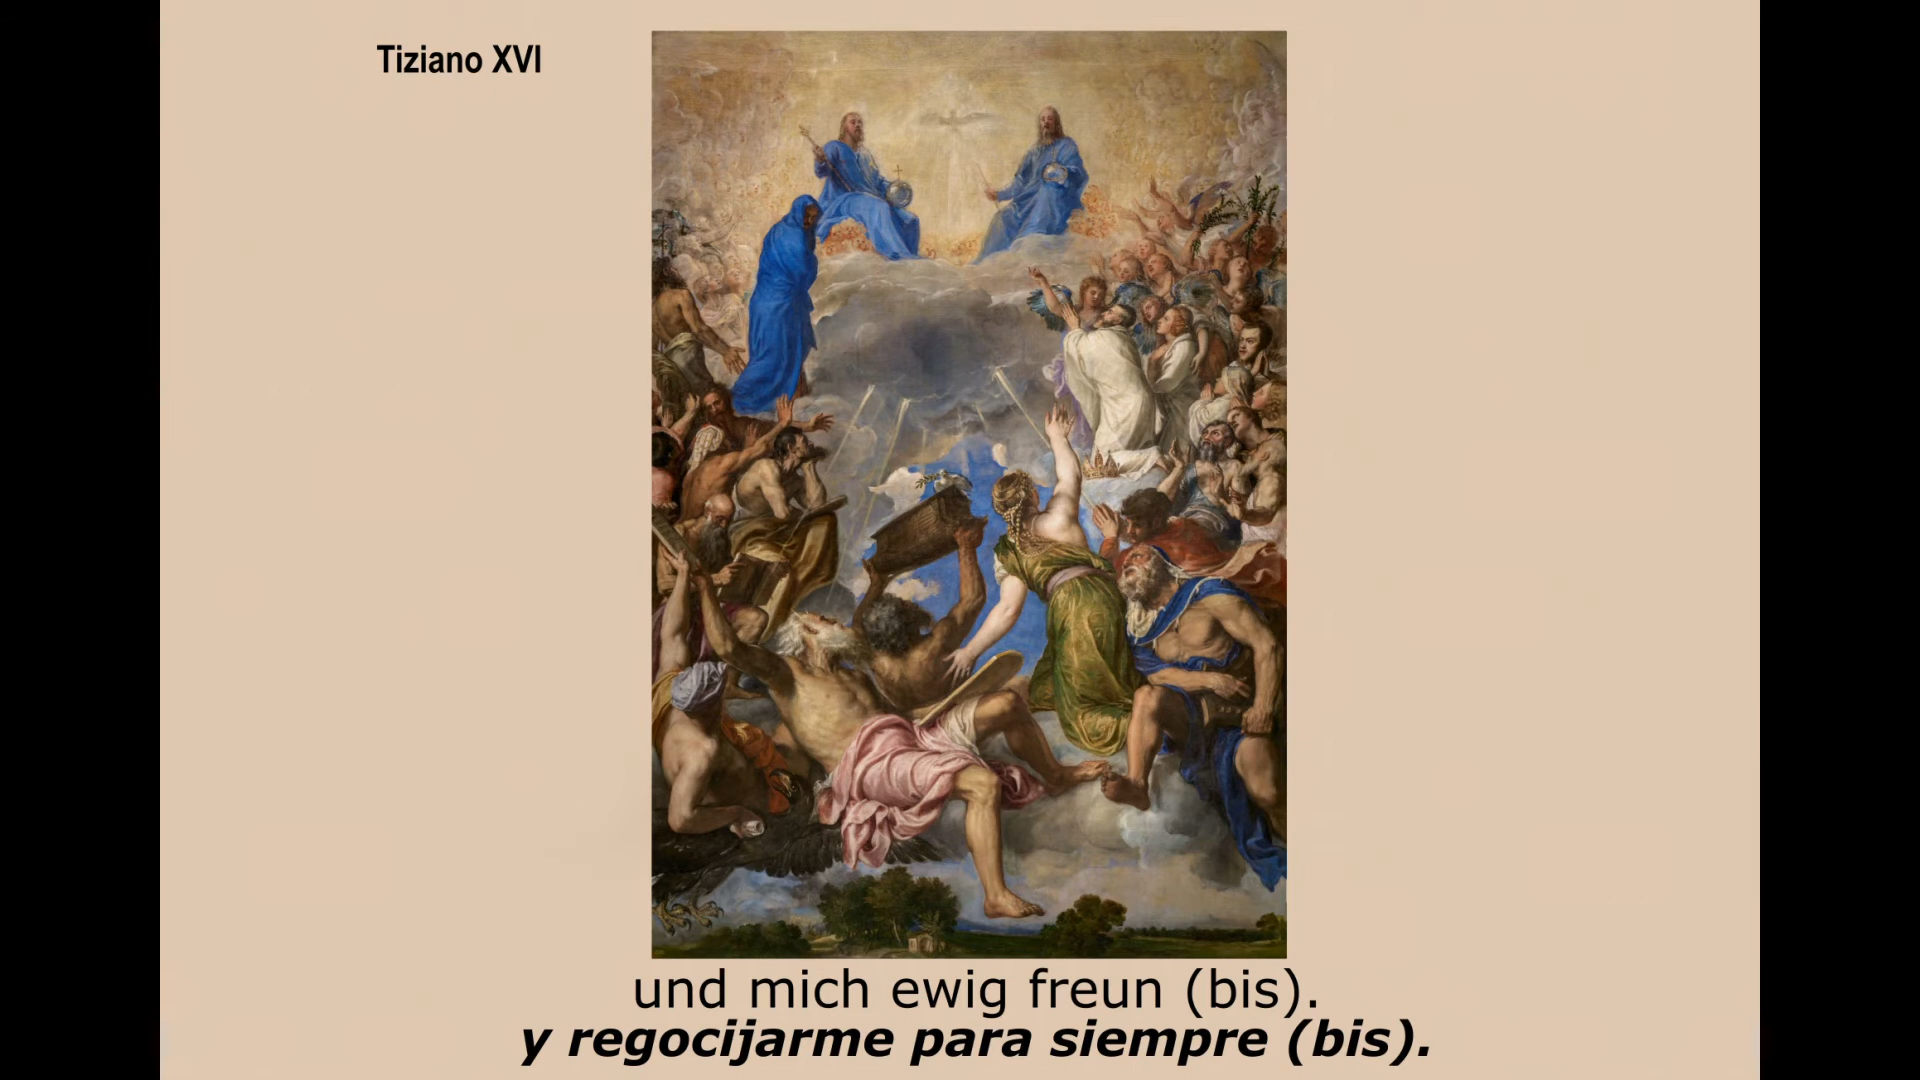 Tiziano XVI
und mich ewig freun (bis).
y regocijarme para siempre (bis).